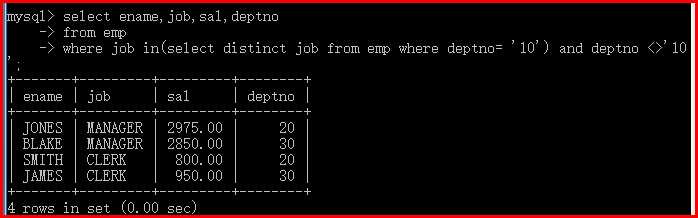 mysql> select ename,job,sal,deptno
    -> from emp
    -> where job in(select distinct job from emp where deptno= '10') and deptno <>'10
';
+-------+---------+---------+--------+
| ename | job     | sal     | deptno |
+-------+---------+---------+--------+
| JONES | MANAGER | 2975.00 |     20 |
| BLAKE | MANAGER | 2850.00 |     30 |
| SMITH | CLERK   |  800.00 |     20 |
| JAMES | CLERK   |  950.00 |     30 |
+-------+---------+---------+--------+
4 rows in set (0.00 sec)